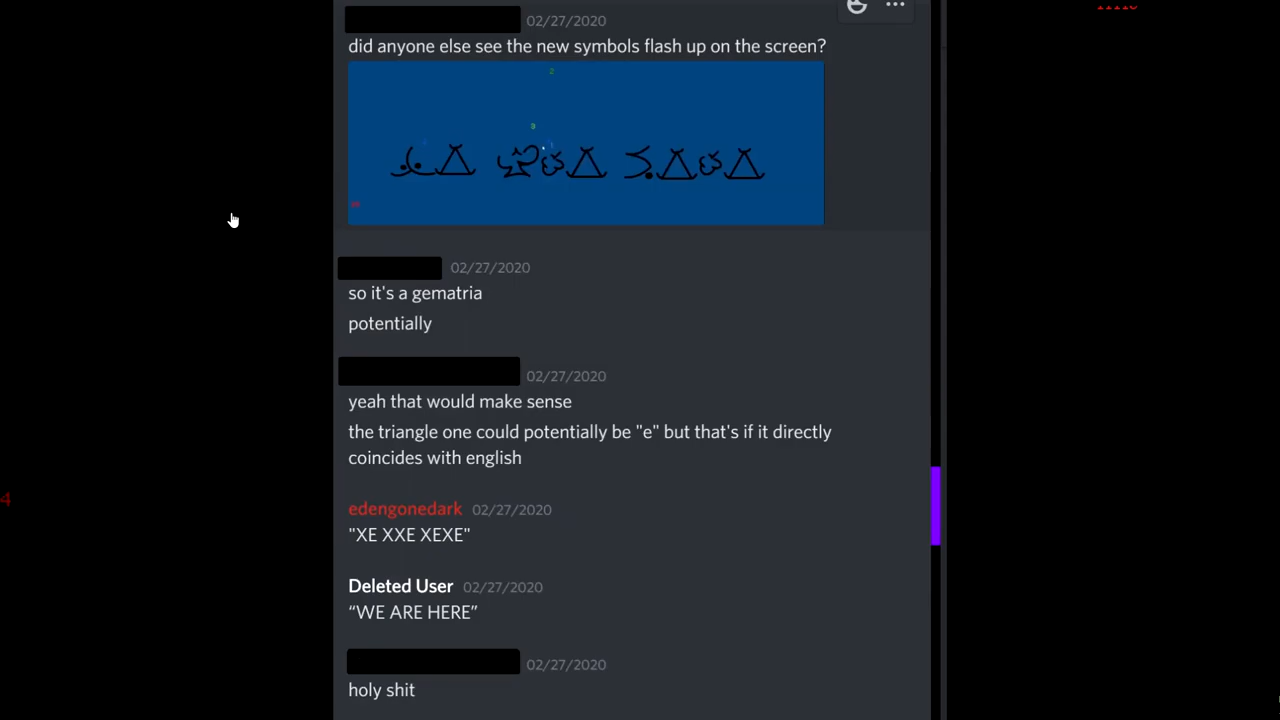 02/27/2020
did anyone else see the new symbols flash up on the screen?
2
9
02/27/2020
so it's a gematria
potentially
02/27/2020
yeah that would make sense
the triangle one could potentially be "e" but that's if it directly
coincides with english
4
edengonedark 02/27/2020
"XE XXE XEXE"
Deleted User 02/27/2020
“WE ARE HERE”
02/27/2020
holy shit